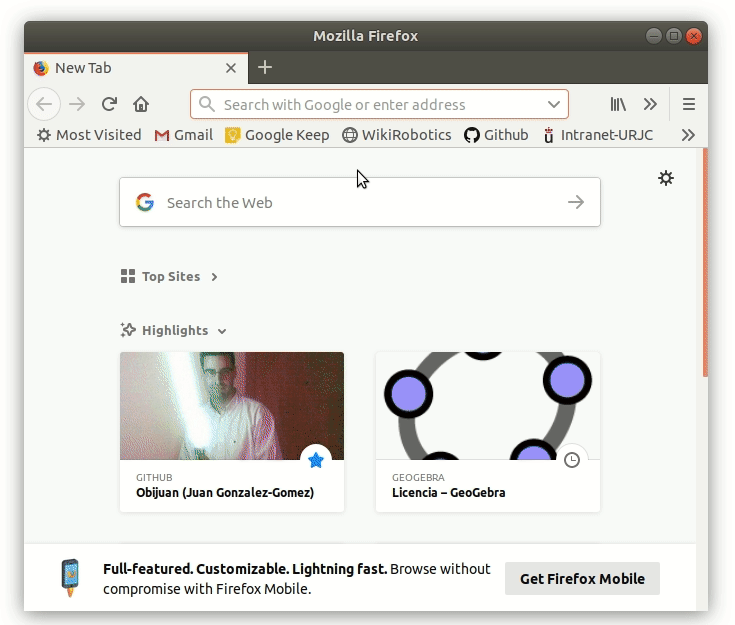 Mozilla Firefox
New Tab
Search with Google or enter address
Most Visited Gmail Google Keep WikiRobotics Github Intranet-URJC
Search the Web
Top Sites
Highlights
GITHUB
Obijuan (Juan Gonzalez-Gomez)
GEOGEBRA
Licencia – GeoGebra
Full-featured. Customizable. Lightning fast. Browse without
compromise with Firefox Mobile.
Get Firefox Mobile